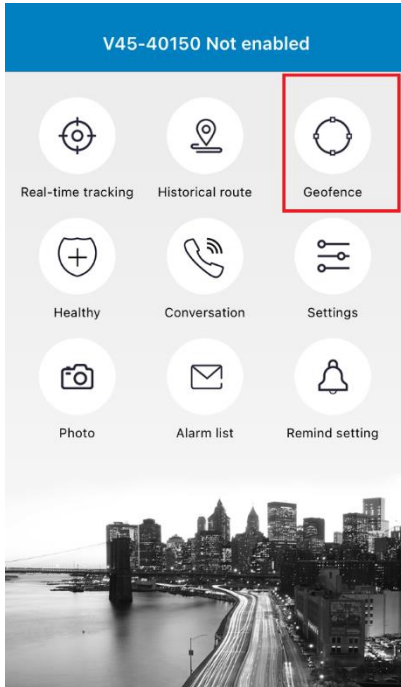 V45-40150 Not enabled
Real-time tracking Historical route Geofence
Healthy Conversation Settings
Photo Alarm list Remind setting